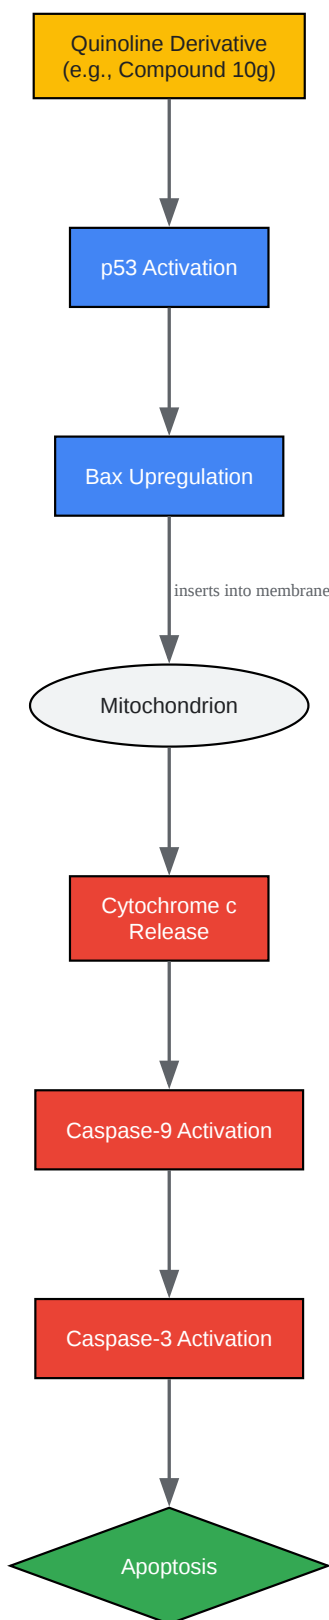 Quinoline Derivative
(e.g., Compound 10g)
p53 Activation
Bax Upregulation
inserts into membrane
Mitochondrion
Cytochrome c
Release
Caspase-9 Activation
Caspase-3 Activation
Apoptosis